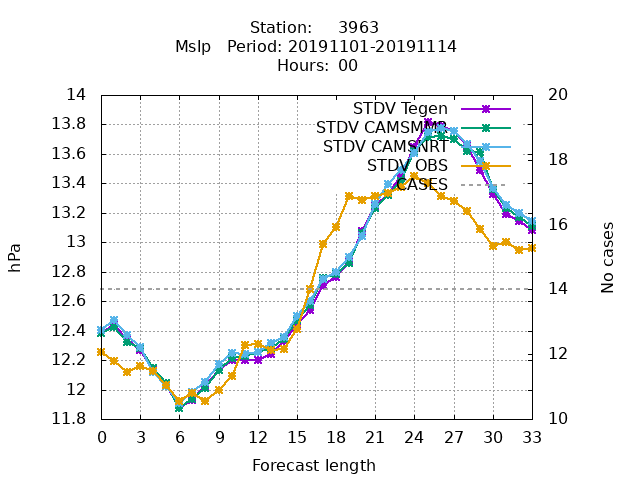 Station: 3963
Mslp Period: 20191101-20191114
Hours: 00
14
13.8
13.6
13.4
13.2
13
12.8
12.6
12.4
12.2
12
11.8
hPa
STDV Tegen
STDV CAMSMMR
STDV CAMSNRT
STDV OBS
CASES
20
18
16
14
12
10
No cases
0 3 6 9 12 15 18 21 24 27 30 33
Forecast length